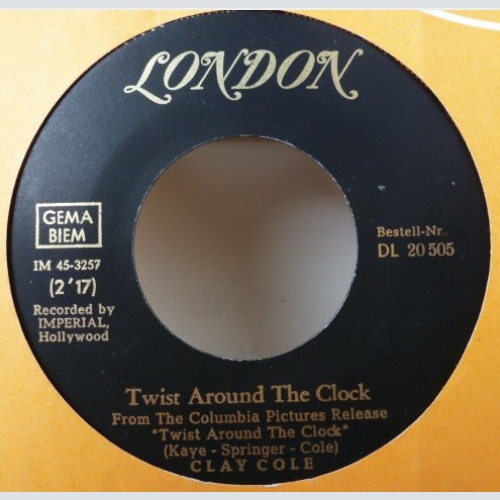 LONDON
GEMA
BIEM
IM 45-3257
(2'17)
Recorded by
IMPERIAL,
Hollywood
Bestell-Nr.
DL 20 505
Twist Around The Clock
From The Columbia Pictures Release
"Twist Around The Clock"
(Kaye - Springer - Cole)
CLAY COLE